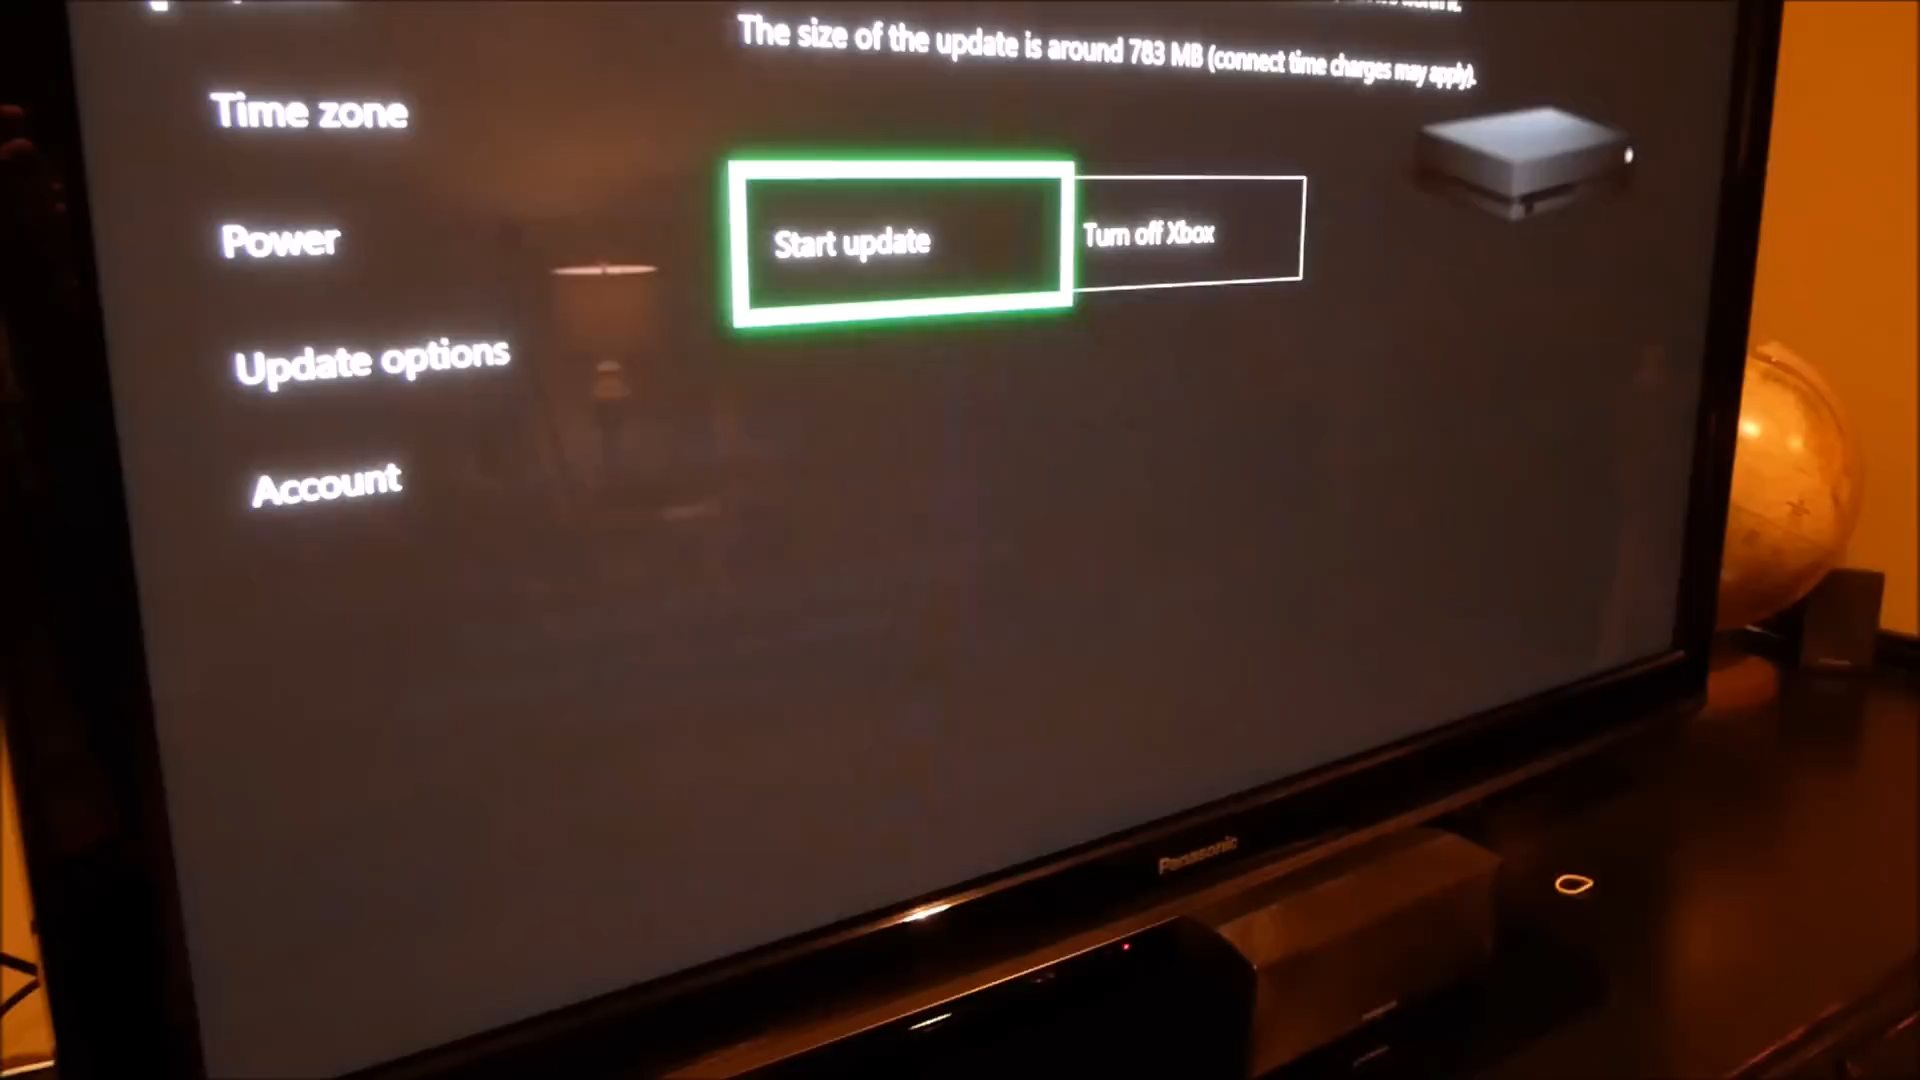 The size of the update is around 783 MB (connect time charges may apply).
Time zone
Start update
Turn off Xbox
Power
Update options
Account
Panasonic